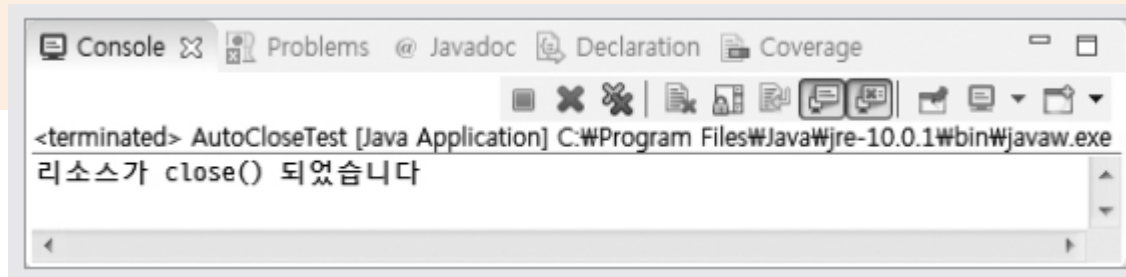 Console Problems @ Javadoc Declaration Coverage
<terminated> AutoCloseTest [Java Application] C:₩Program Files₩Java₩jre-10.0.1₩bin₩javaw.exe
리소스가 close() 되었습니다